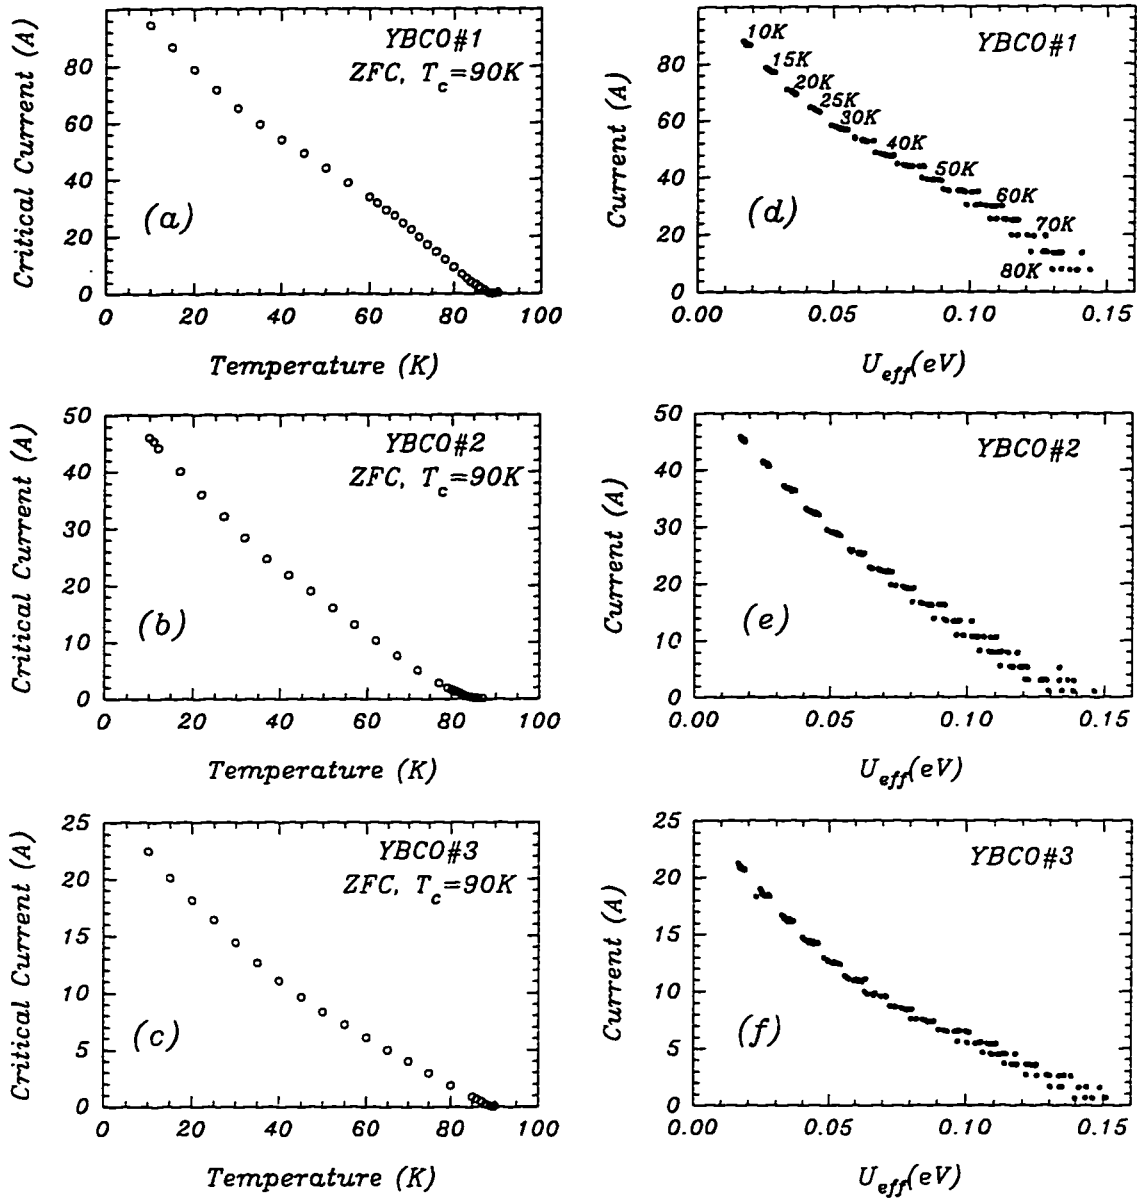 Critical Current (A)
80
60
40
20
0
YBCO#1
ZFC, Tc=90K
(a)
0 20 40 60 80 100
Temperature (K)
Current (A)
80
60
40
20
0
10K
15K
20K
25K
30K
40K
50K
60K
70K
80K
YBCO#1
(d)
0.00 0.05 0.10 0.15
Ueff(eV)
Critical Current (A)
50
40
30
20
10
0
YBCO#2
ZFC, Tc=90K
(b)
0 20 40 60 80 100
Temperature (K)
Current (A)
50
40
30
20
10
0
YBCO#2
(e)
0.00 0.05 0.10 0.15
Ueff(eV)
Critical Current (A)
25
20
15
10
5
0
YBCO#3
ZFC, Tc=90K
(c)
0 20 40 60 80 100
Temperature (K)
Current (A)
25
20
15
10
5
0
YBCO#3
(f)
0.00 0.05 0.10 0.15
Ueff(eV)